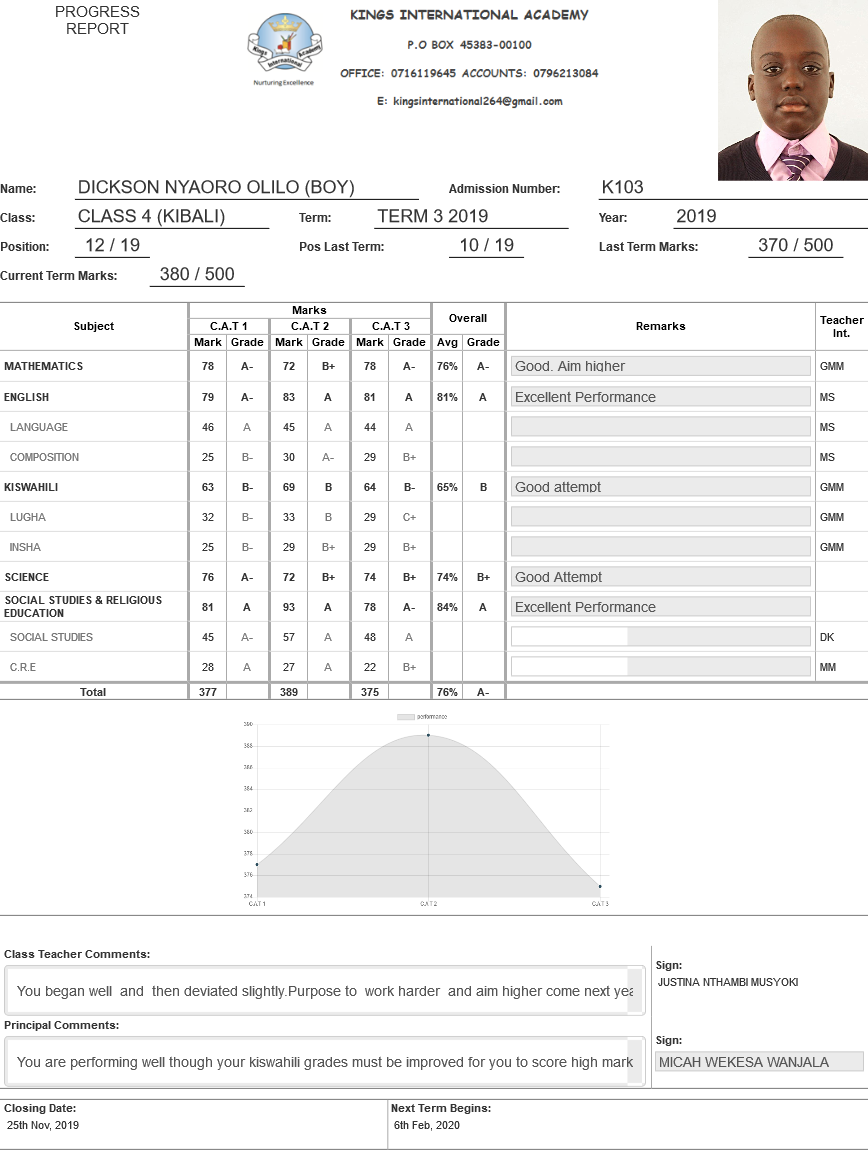 PROGRESS
REPORT
KINGS INTERNATIONAL ACADEMY
P.O BOX 45383-00100
OFFICE: 0716119645 ACCOUNTS: 0796213084
E: kingsinternational264@gmail.com
Kings International Academy
Nurturing Excellence
Name: DICKSON NYAORO OLILO (BOY) Admission Number: K103
Class: CLASS 4 (KIBALI) Term: TERM 3 2019 Year: 2019
Position: 12 / 19 Pos Last Term: 10 / 19 Last Term Marks: 370 / 500
Current Term Marks: 380 / 500
Subject Marks Overall Remarks Teacher Int.
C.A.T 1 C.A.T 2 C.A.T 3
Mark Grade Mark Grade Mark Grade Avg Grade
MATHEMATICS 78 A- 72 B+ 78 A- 76% A- Good. Aim higher GMM
ENGLISH 79 A- 83 A 81 A 81% A Excellent Performance MS
LANGUAGE 46 A 45 A 44 A MS
COMPOSITION 25 B- 30 A- 29 B+ MS
KISWAHILI 63 B- 69 B 64 B- 65% B Good attempt GMM
LUGHA 32 B- 33 B 29 C+ GMM
INSHA 25 B- 29 B+ 29 B+ GMM
SCIENCE 76 A- 72 B+ 74 B+ 74% B+ Good Attempt
SOCIAL STUDIES & RELIGIOUS
EDUCATION 81 A 93 A 78 A- 84% A Excellent Performance
SOCIAL STUDIES 45 A- 57 A 48 A DK
C.R.E 28 A 27 A 22 B+ MM
Total 377 389 375 76% A-
performance
390
388
386
384
382
380
378
376
374
C.A.T 1 C.A.T 2 C.A.T 3
Class Teacher Comments:
You began well and then deviated slightly.Purpose to work harder and aim higher come next yea
Sign:
JUSTINA NTHAMBI MUSYOKI
Principal Comments:
You are performing well though your kiswahili grades must be improved for you to score high mark
Sign:
MICAH WEKESA WANJALA
Closing Date: Next Term Begins:
25th Nov, 2019 6th Feb, 2020